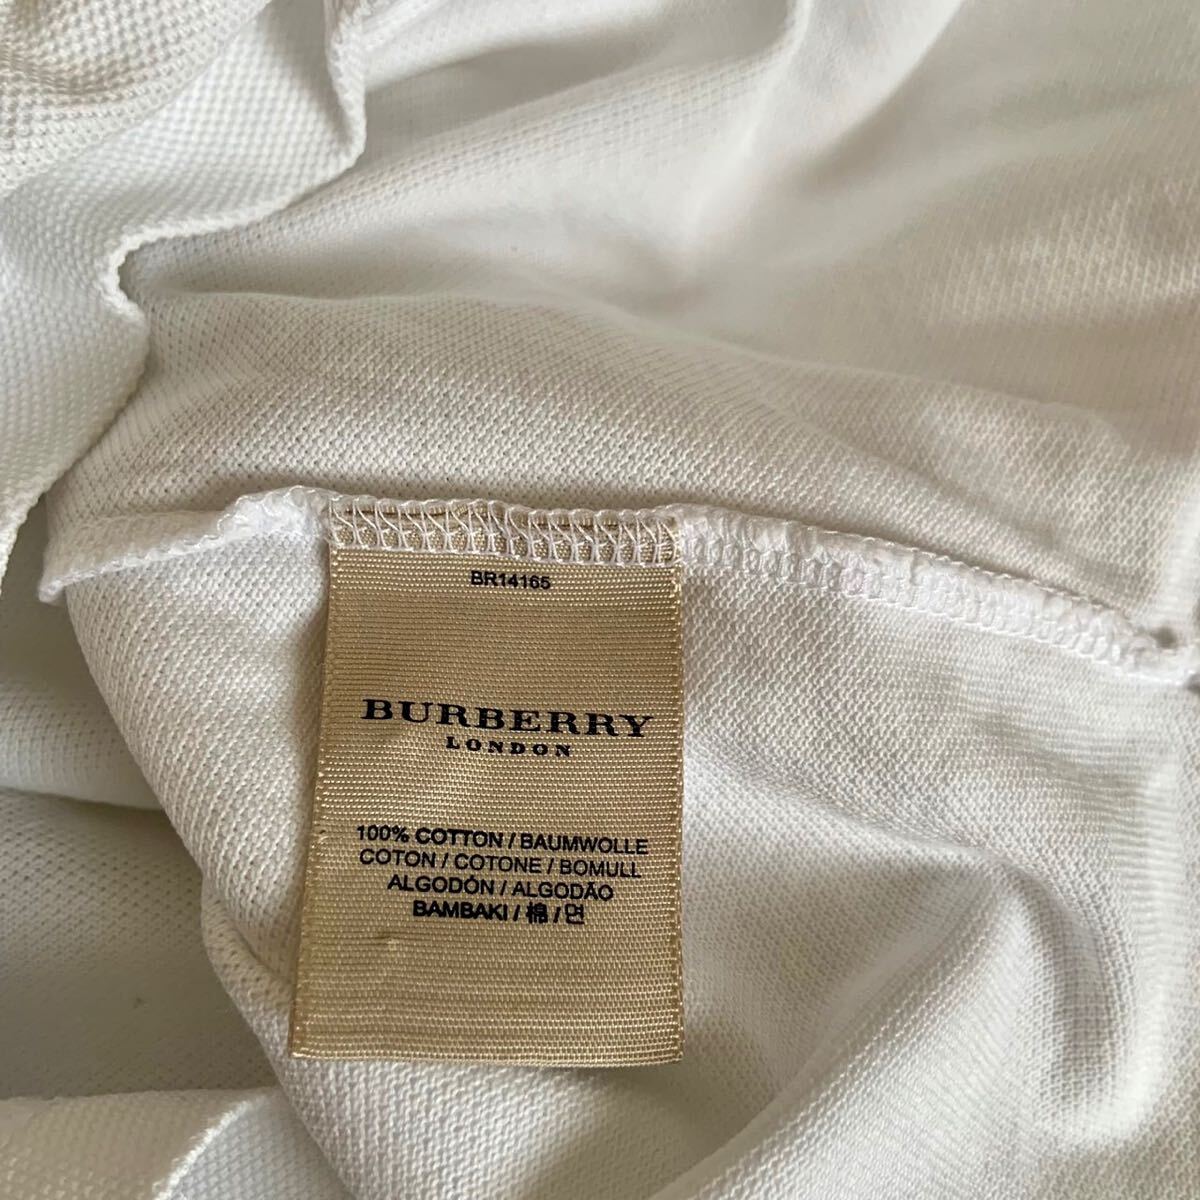 BR14165
BURBERRY
LONDON
100% COTTON / BAUMWOLLE
COTON / COTONE / BOMULL
ALGODÓN / ALGODÃO
BAMBAKI / 棉 / 면